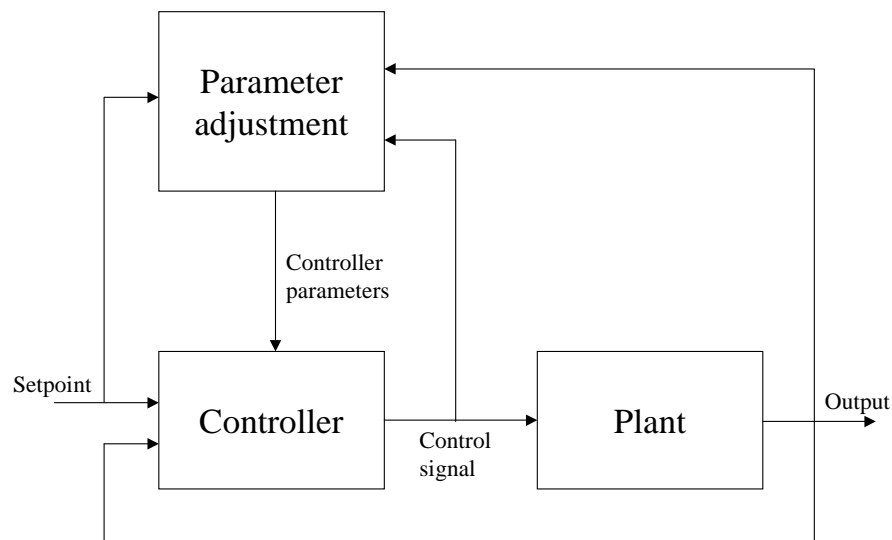 Parameter
adjustment
Controller
parameters
Setpoint
Controller
Control
signal
Plant
Output